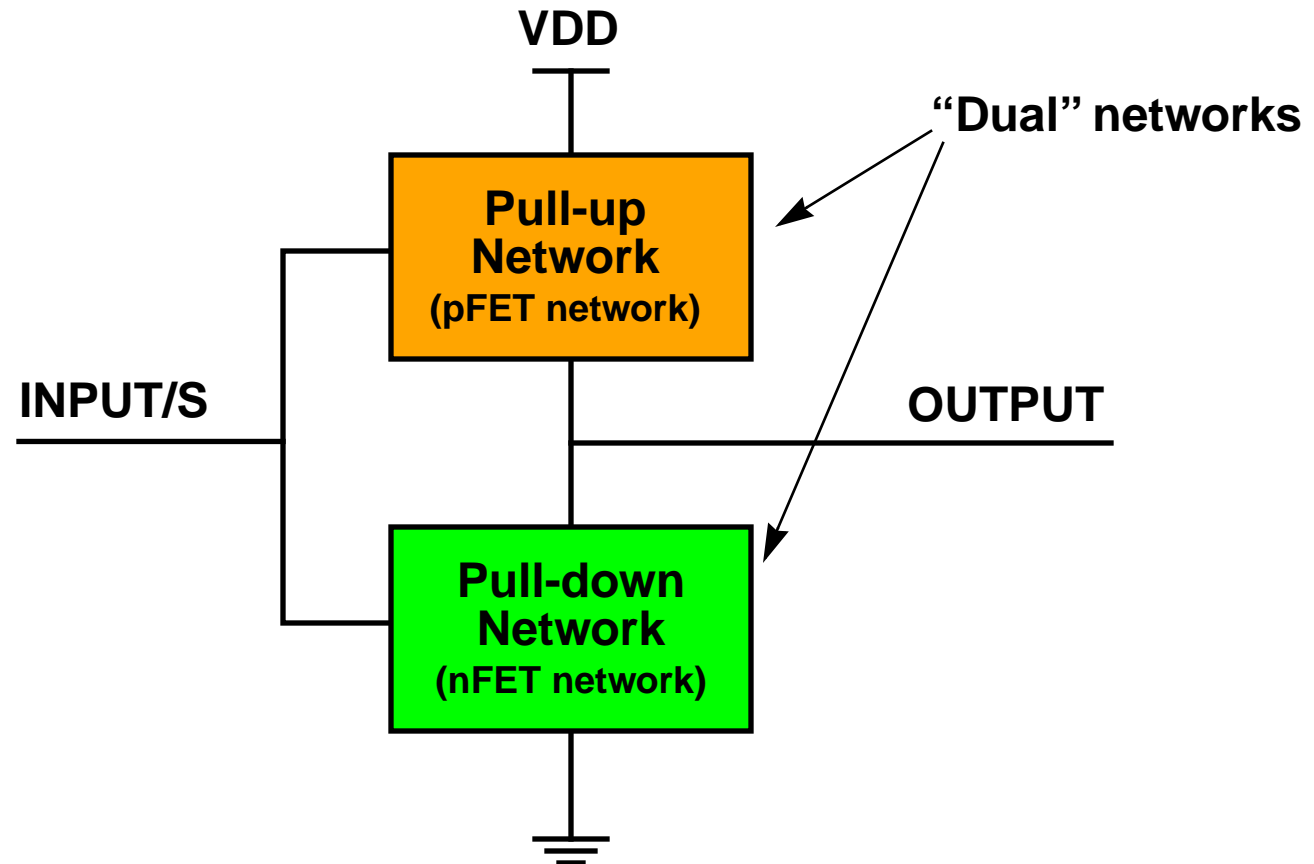 VDD
“Dual” networks
Pull-up
Network
(pFET network)
INPUT/S
OUTPUT
Pull-down
Network
(nFET network)